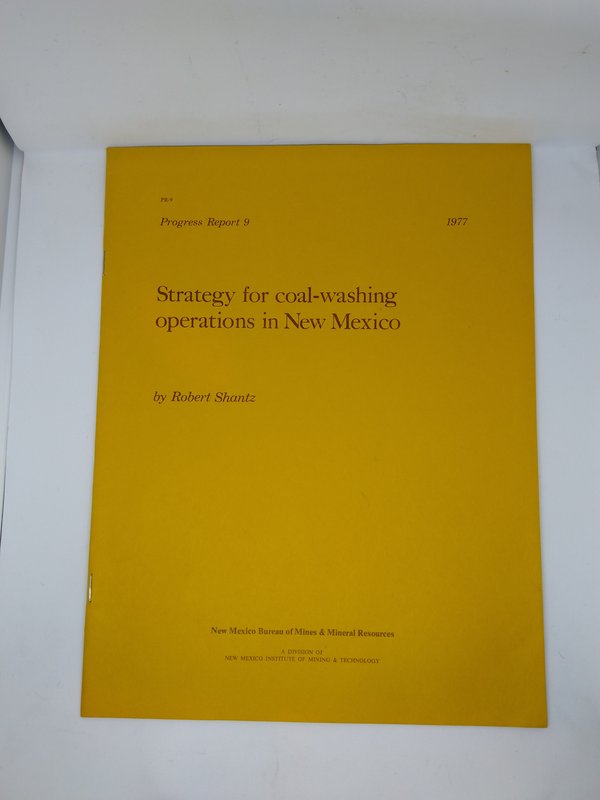 PR-9
Progress Report 9 1977
Strategy for coal-washing
operations in New Mexico
by Robert Shantz
New Mexico Bureau of Mines & Mineral Resources
A DIVISION OF
NEW MEXICO INSTITUTE OF MINING & TECHNOLOGY